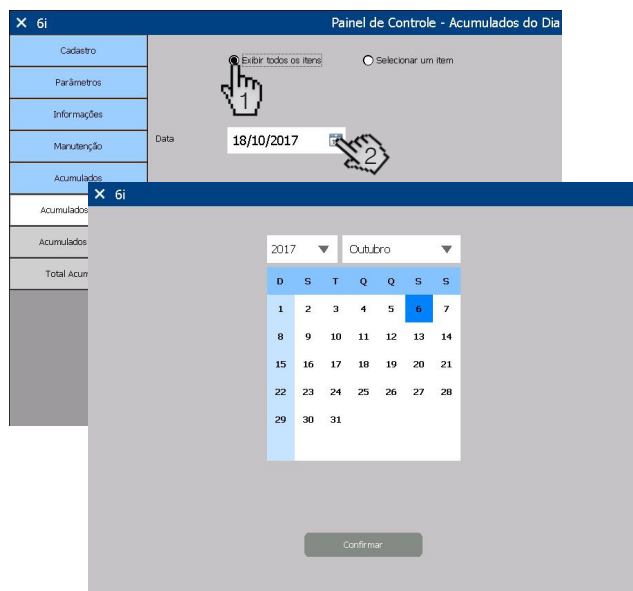 6i
Painel de Controle - Acumulados do Dia
Cadastro
Parâmetros
Informações
Manutenção
Acumulados
Acumulados
Acumulados
Total Acum
Exibir todos os itens
Selecionar um item
1
Data
18/10/2017
2
6i
2017
Outubro
D S T Q Q S S
1 2 3 4 5 6 7
8 9 10 11 12 13 14
15 16 17 18 19 20 21
22 23 24 25 26 27 28
29 30 31
Confirmar